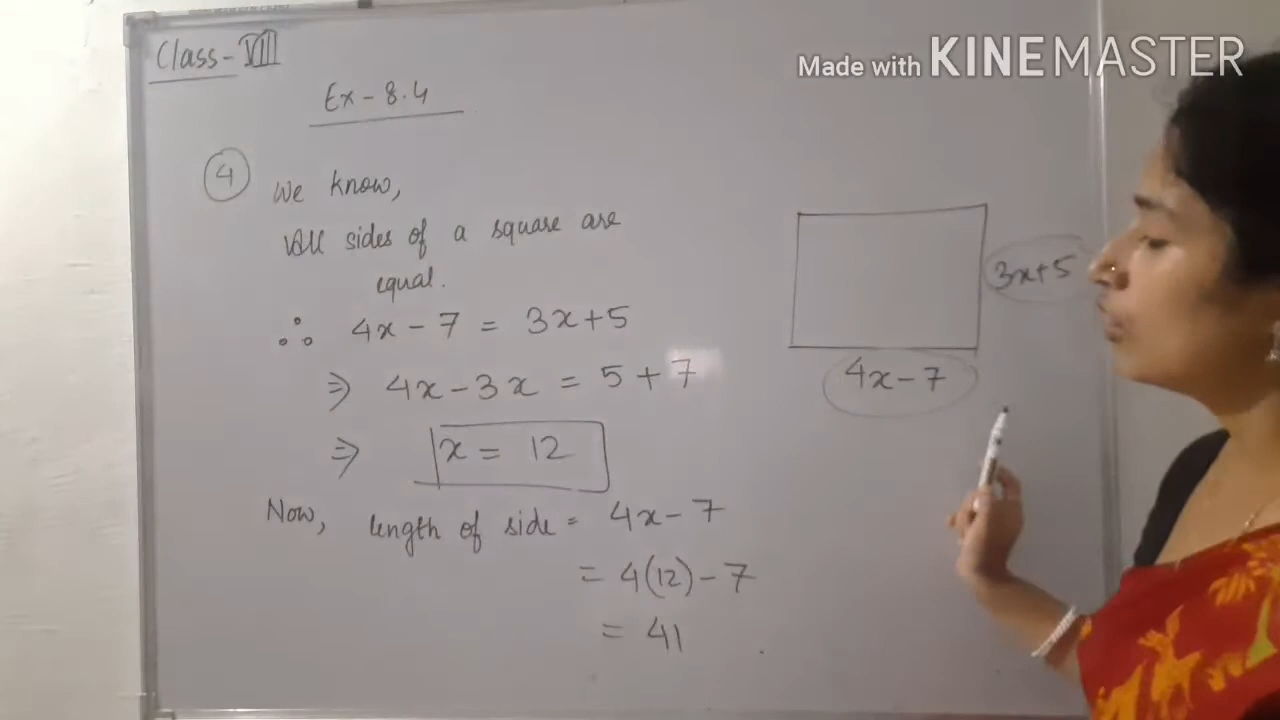 Made with KINEMASTER
Class-VIII
Ex-8.4
4
We know,
All sides of a square are
equal.
∴ 4x-7 = 3x+5
⇒ 4x-3x = 5+7
⇒ x = 12
Now, length of side = 4x-7
= 4(12)-7
= 41
3x+5
4x-7